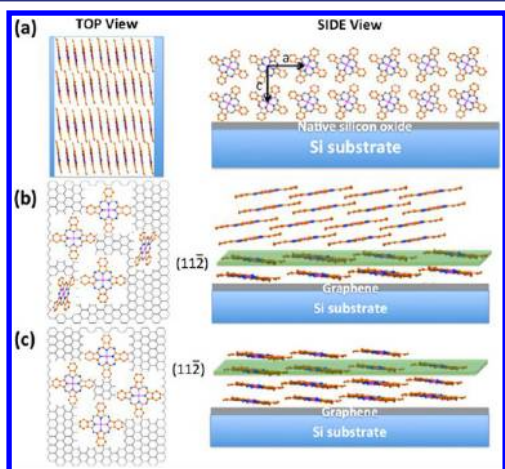 TOP View
SIDE View
(a)
a
c
Native silicon oxide
Si substrate
(b)
(112̅)
Graphene
Si substrate
(c)
(112̅)
Graphene
Si substrate